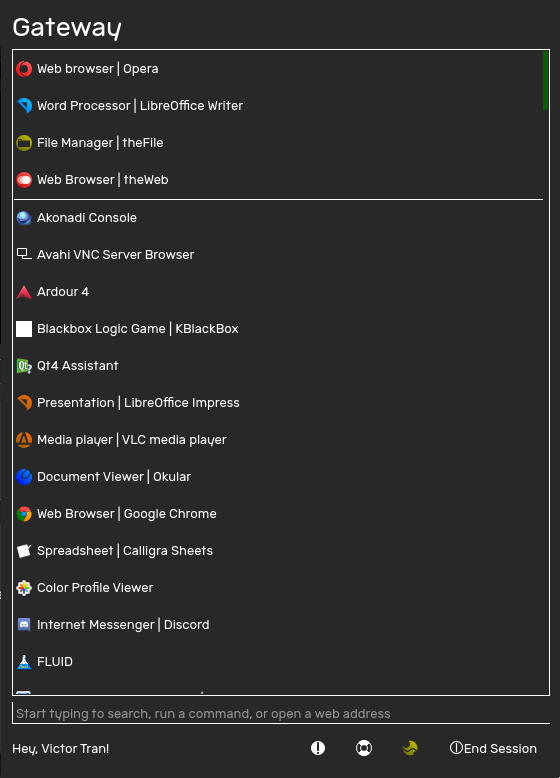 Gateway
Web browser | Opera
Word Processor | LibreOffice Writer
File Manager | theFile
Web Browser | theWeb
Akonadi Console
Avahi VNC Server Browser
Ardour 4
Blackbox Logic Game | KBlackBox
Qt4 Assistant
Presentation | LibreOffice Impress
Media player | VLC media player
Document Viewer | Okular
Web Browser | Google Chrome
Spreadsheet | Calligra Sheets
Color Profile Viewer
Internet Messenger | Discord
FLUID
Start typing to search, run a command, or open a web address
Hey, Victor Tran!
End Session